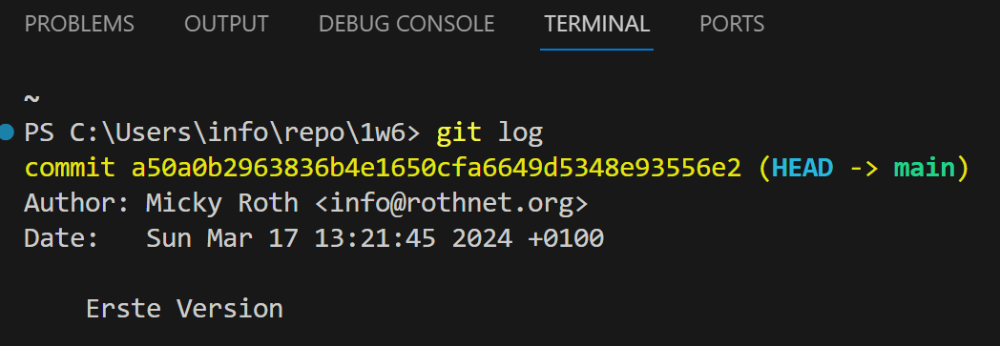 PROBLEMS OUTPUT DEBUG CONSOLE TERMINAL PORTS
~
PS C:\Users\info\repo\1w6> git log
commit a50a0b2963836b4e1650cfa6649d5348e93556e2 (HEAD -> main)
Author: Micky Roth <info@rothnet.org>
Date:   Sun Mar 17 13:21:45 2024 +0100
    Erste Version